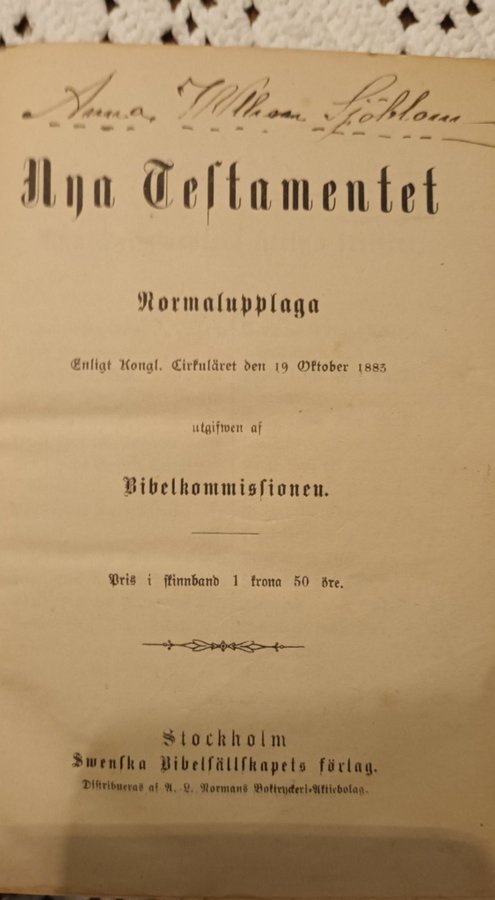 Anna Sjöblom
Nya Testamentet
Normalupplaga
Enligt Kongl. Cirkuläret den 19 Oktober 1883
utgifwen af
Bibelkommissionen.
Pris i skinnband 1 krona 50 öre.
Stockholm
Swenska Bibelsällskapets förlag.
Distribueras af A. L. Normans Boktryckeri-Aktiebolag.